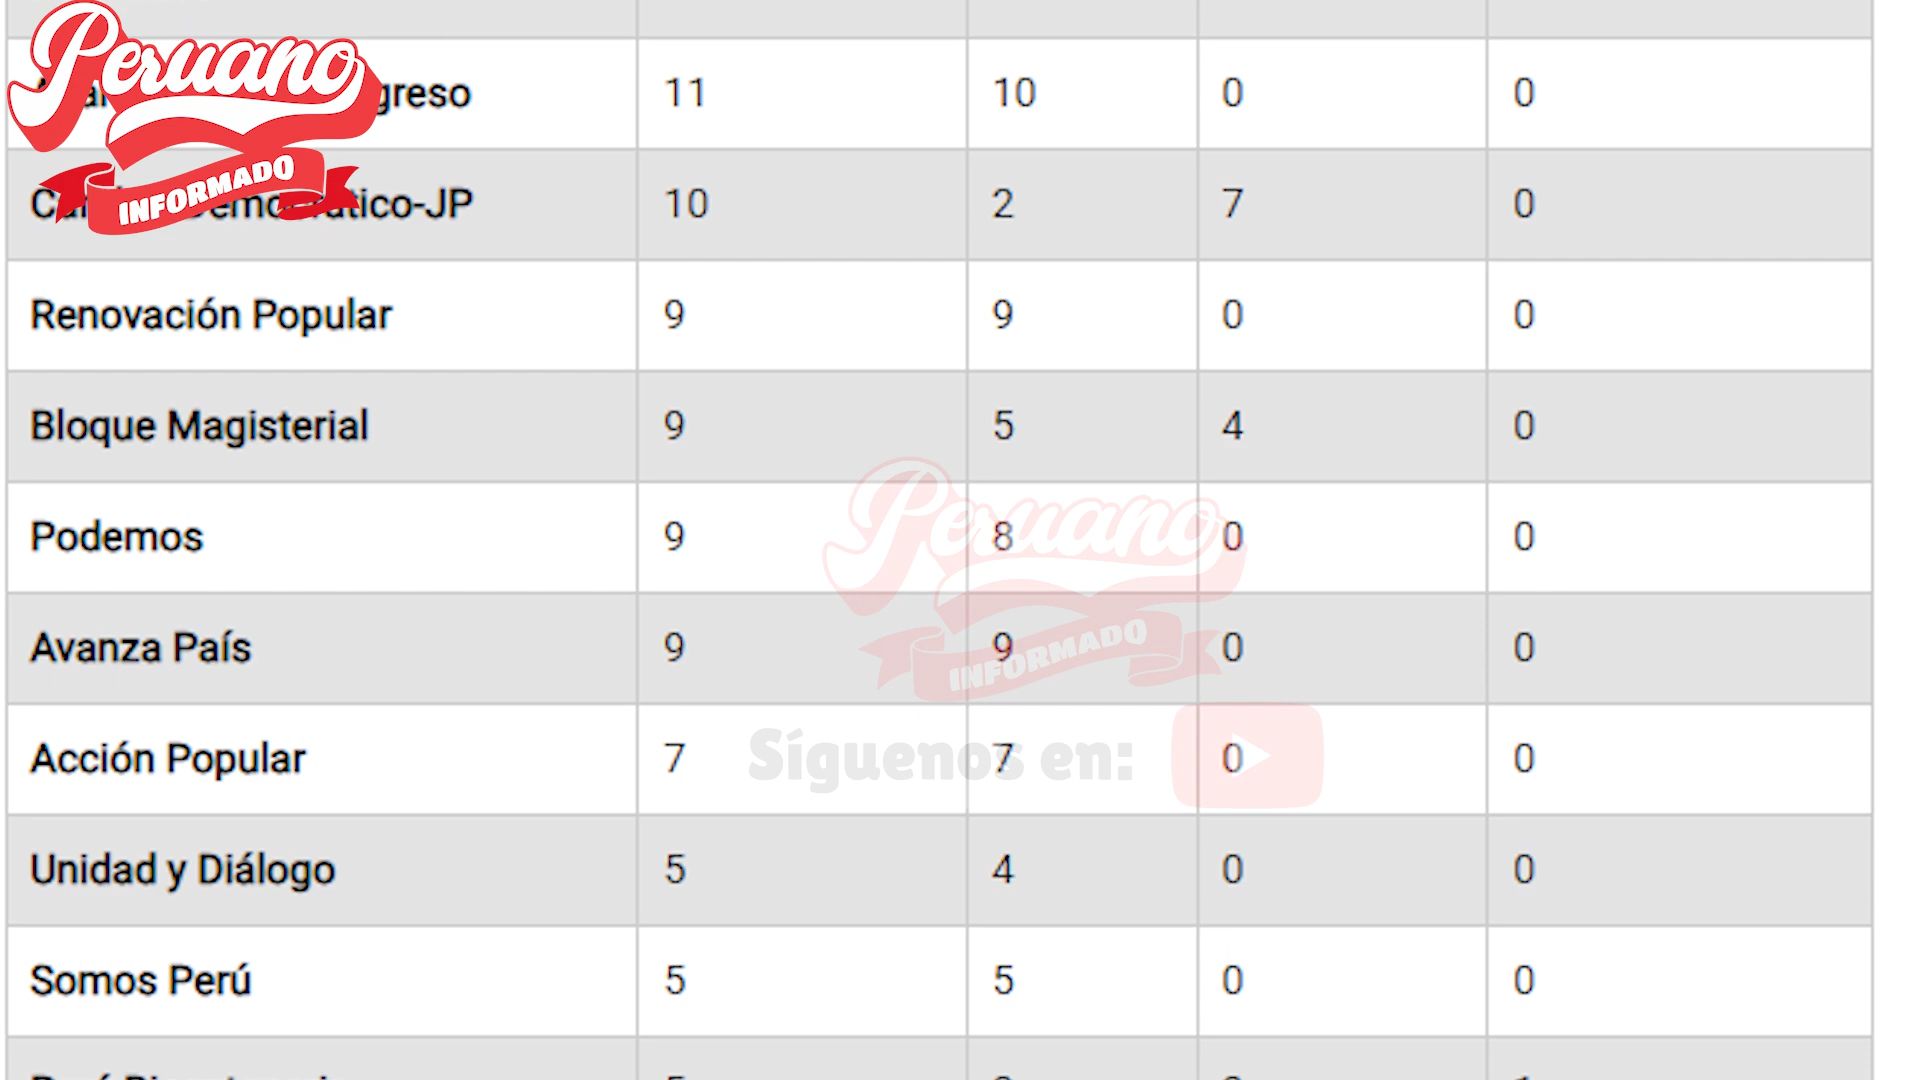 Peruano
INFORMADO
greso 11 10 0 0
tico-JP 10 2 7 0
Renovación Popular 9 9 0 0
Bloque Magisterial 9 5 4 0
Podemos 9 8 0 0
Avanza País 9 9 0 0
Acción Popular 7 7 0 0
Unidad y Diálogo 5 4 0 0
Somos Perú 5 5 0 0
Peruano
INFORMADO
Síguenos en: